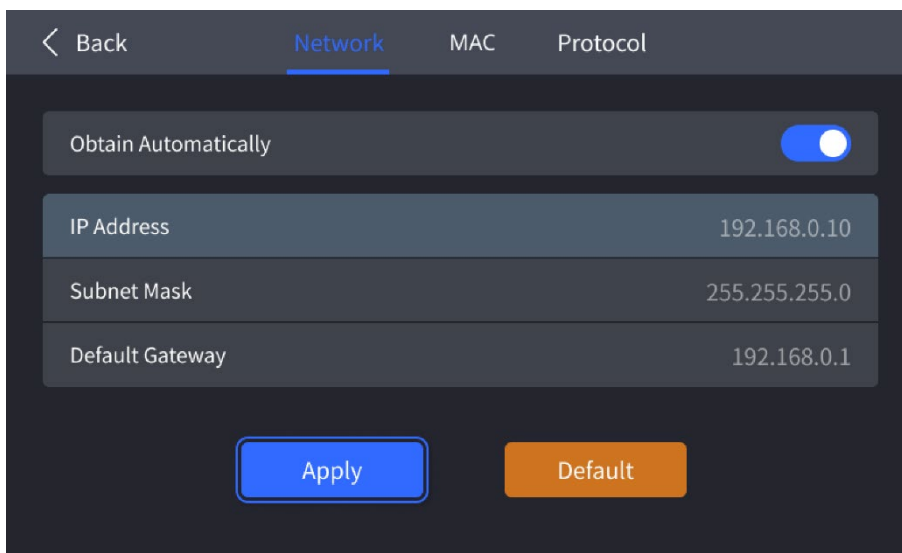 Back Network MAC Protocol
Obtain Automatically
IP Address 192.168.0.10
Subnet Mask 255.255.255.0
Default Gateway 192.168.0.1
Apply Default